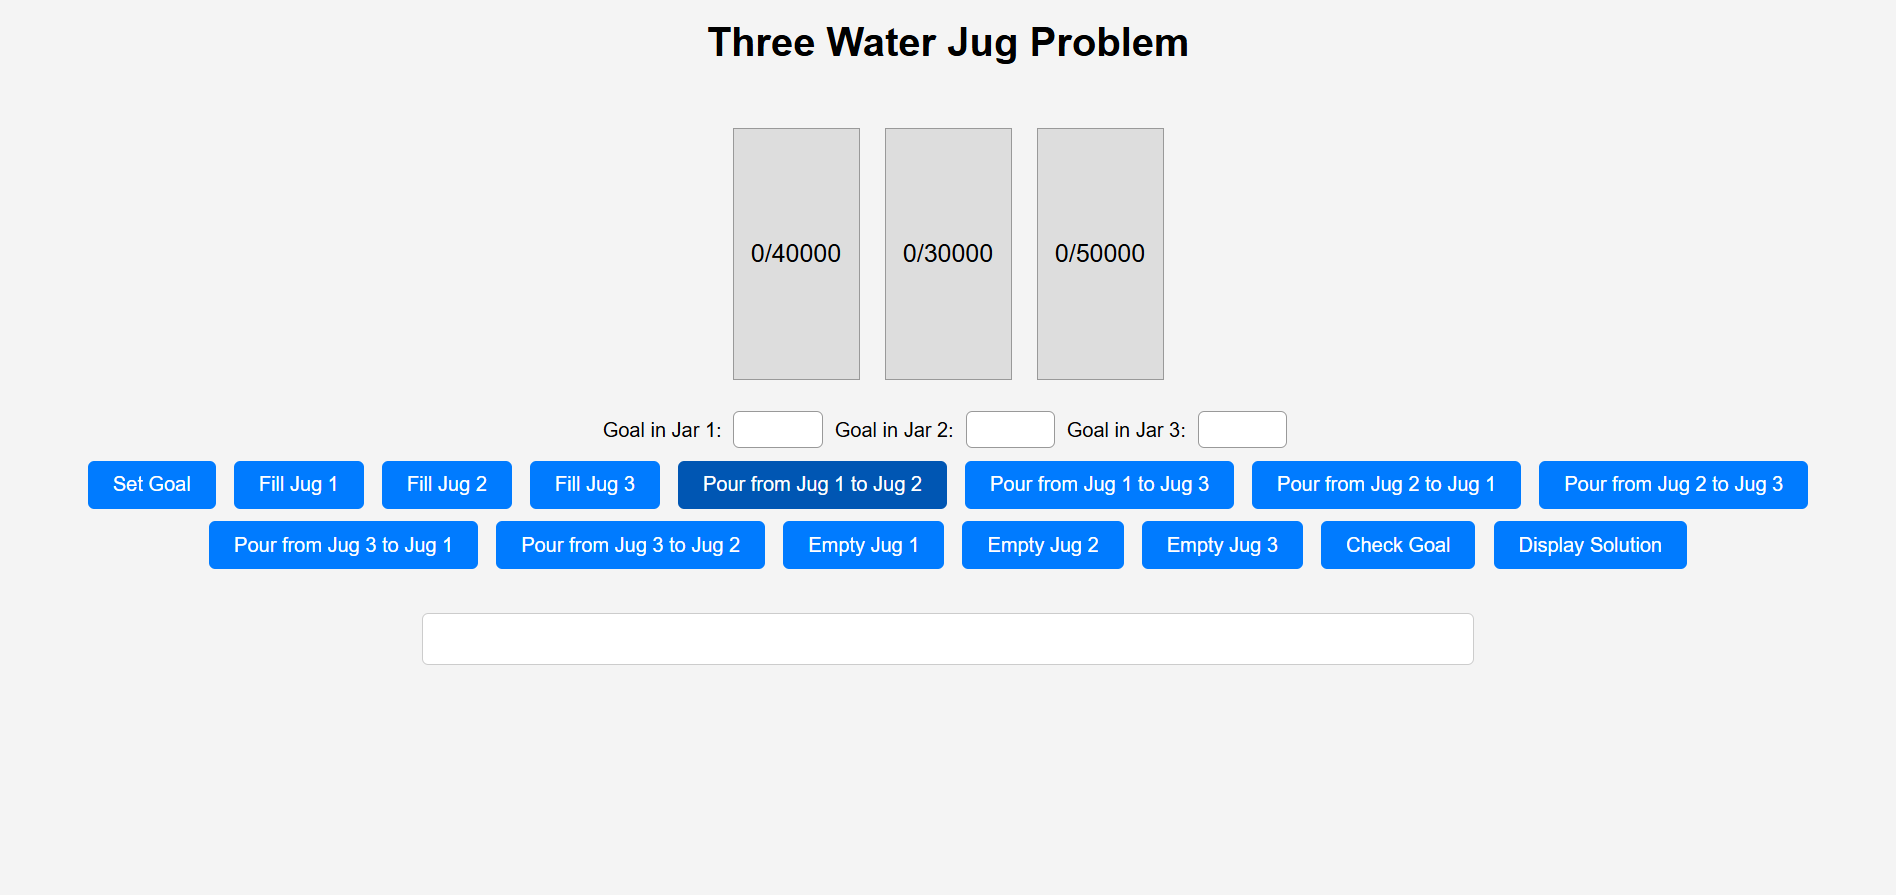 Three Water Jug Problem
0/40000 0/30000 0/50000
Goal in Jar 1: Goal in Jar 2: Goal in Jar 3:
Set Goal Fill Jug 1 Fill Jug 2 Fill Jug 3 Pour from Jug 1 to Jug 2 Pour from Jug 1 to Jug 3 Pour from Jug 2 to Jug 1 Pour from Jug 2 to Jug 3
Pour from Jug 3 to Jug 1 Pour from Jug 3 to Jug 2 Empty Jug 1 Empty Jug 2 Empty Jug 3 Check Goal Display Solution